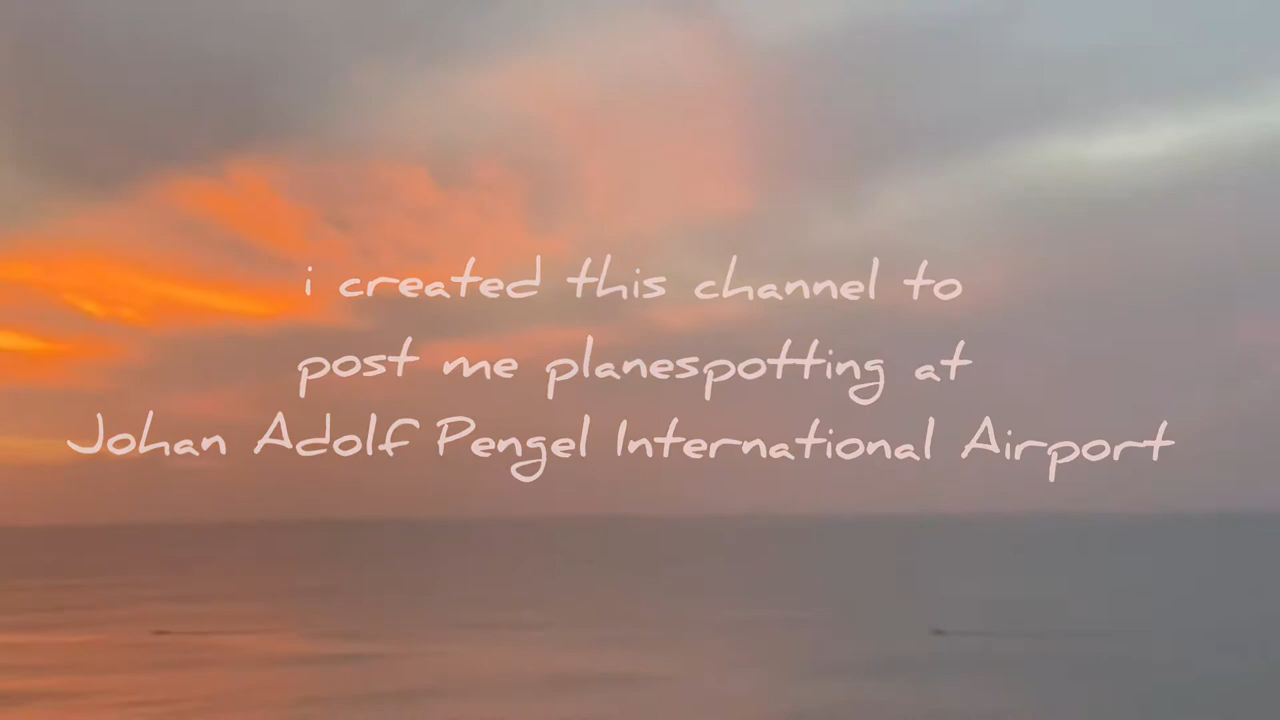 i created this channel to
post me planespotting at
Johan Adolf Pengel International Airport